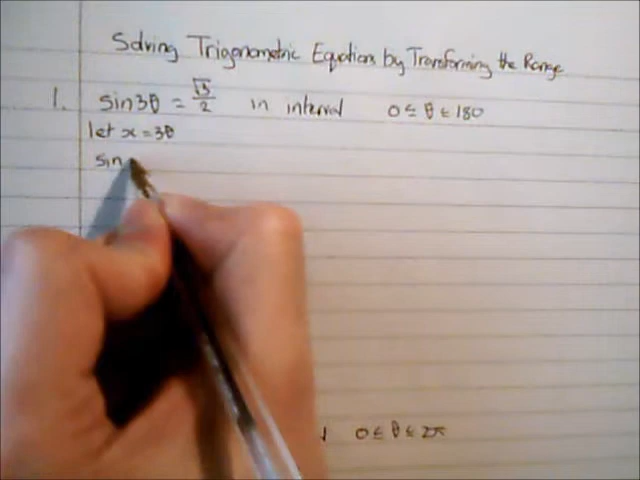 Solving Trigonometric Equations by Transforming the Range
1. sin3θ = √3/2 in interval 0 ≤ θ ≤ 180
let x = 3θ
sin
0 ≤ θ ≤ 2π